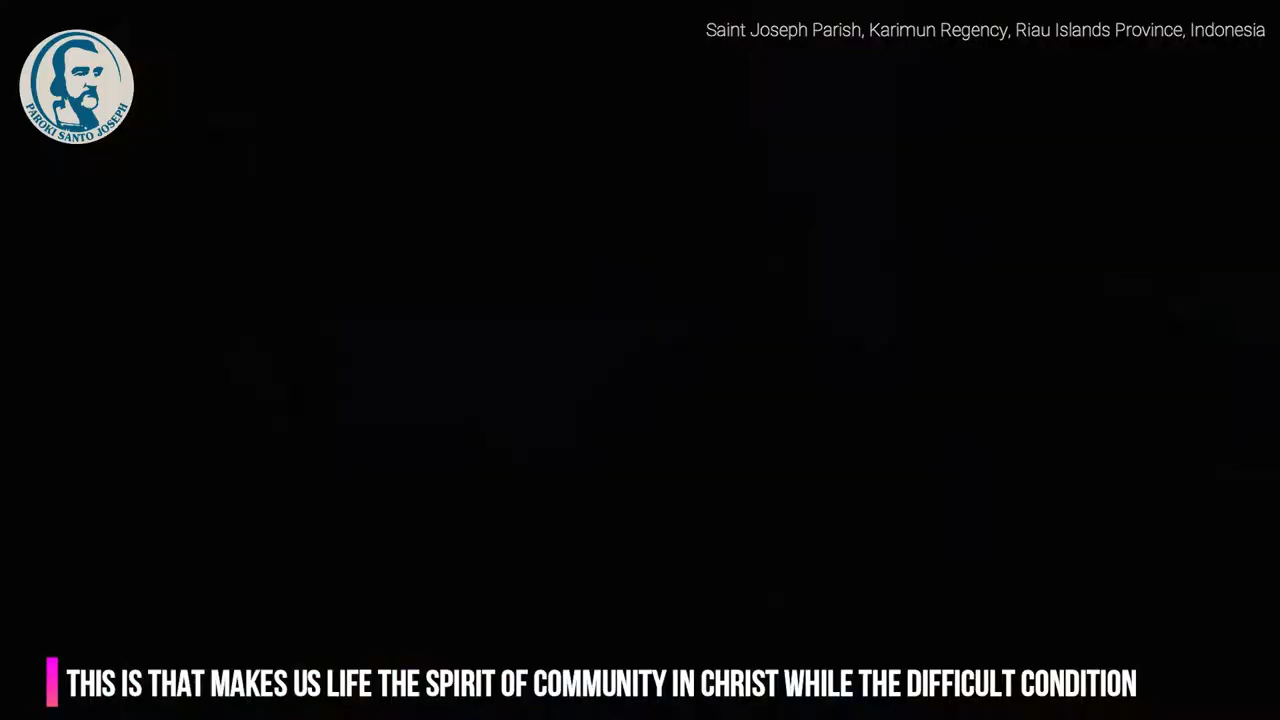 Saint Joseph Parish, Karimun Regency, Riau Islands Province, Indonesia
PAROKI SANTO JOSEPH
THIS IS THAT MAKES US LIFE THE SPIRIT OF COMMUNITY IN CHRIST WHILE THE DIFFICULT CONDITION